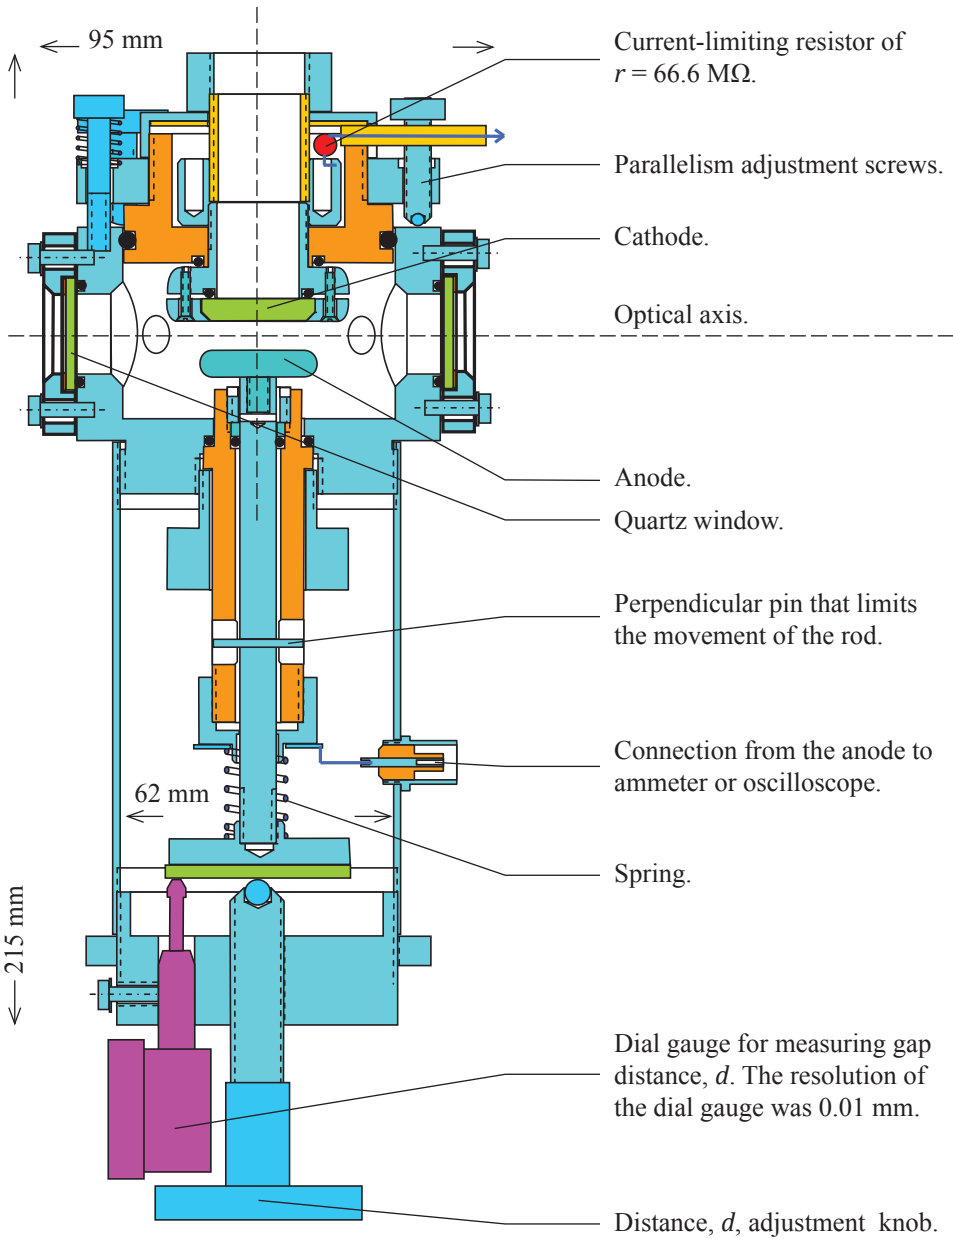 95 mm
Current-limiting resistor of
r = 66.6 MΩ.
Parallelism adjustment screws.
Cathode.
Optical axis.
Anode.
Quartz window.
Perpendicular pin that limits
the movement of the rod.
Connection from the anode to
ammeter or oscilloscope.
62 mm
Spring.
215 mm
Dial gauge for measuring gap
distance, d. The resolution of
the dial gauge was 0.01 mm.
Distance, d, adjustment knob.